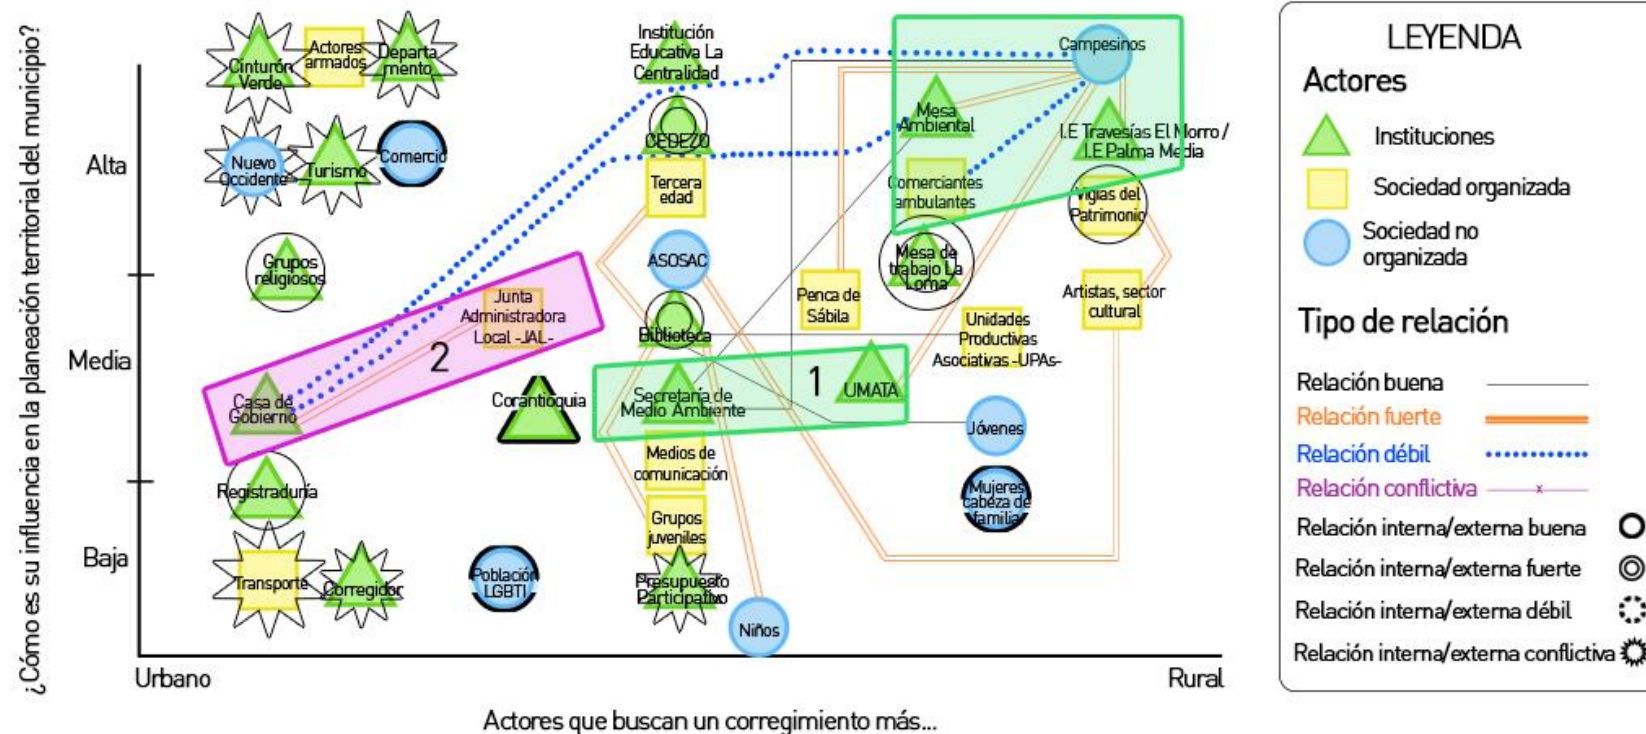 ¿Cómo es su influencia en la planeación territorial del municipio?
Alta
Media
Baja
Urbano
Rural
Actores que buscan un corregimiento más...
Cinturón
Verde
Actores
armados
Departa
mento
Nuevo
Occidente
Turismo
Comercio
Grupos
religiosos
Junta
Administradora
Local -JAL-
2
Casa de
Gobierno
Registraduría
Transporte
Corregidor
Corantioquia
Población
LGBTI
Institución
Educativa La
Centralidad
CEDEZO
Tercera
edad
ASOSAC
Biblioteca
Secretaría de
Medio Ambiente
1
UMATA
Medios de
comunicación
Grupos
juveniles
Presupuesto
Participativo
Niños
Campesinos
Mesa
Ambiental
I.E Travesías El Morro /
I.E Palma Media
Comerciantes
ambulantes
Vigias del
Patrimonio
Mesa de
trabajo La
Loma
Penca de
Sábila
Unidades
Productivas
Asociativas -UPAs-
Artistas, sector
cultural
Jóvenes
Mujeres
cabeza de
familia
LEYENDA
Actores
Instituciones
Sociedad organizada
Sociedad no
organizada
Tipo de relación
Relación buena
Relación fuerte
Relación débil
Relación conflictiva
x
Relación interna/externa buena
Relación interna/externa fuerte
Relación interna/externa débil
Relación interna/externa conflictiva